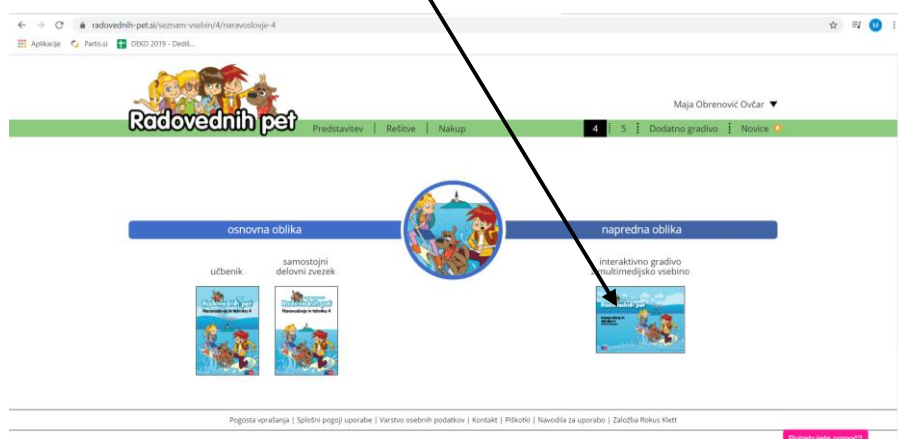 radovednih-pet.si/seznam-vsebin/4/naravoslovje-4
Aplikacije Partis.si DEKD 2019 - Dediš...
M
Radovednih pet
Maja Obrenović Ovčar ▼
Predstavitev | Rešitve | Nakup 4 5 Dodatno gradivo Novice
osnovna oblika napredna oblika
učbenik
samostojni
delovni zvezek
interaktivno gradivo
z multimedijsko vsebino
Radovednih pet
Naravoslovje in tehnika 4
Radovednih pet
Naravoslovje in tehnika 4
Radovednih pet
Pogosta vprašanja | Splošni pogoji uporabe | Varstvo osebnih podatkov | Kontakt | Piškotki | Navodila za uporabo | Založba Rokus Klett
Potrebujete pomoč?